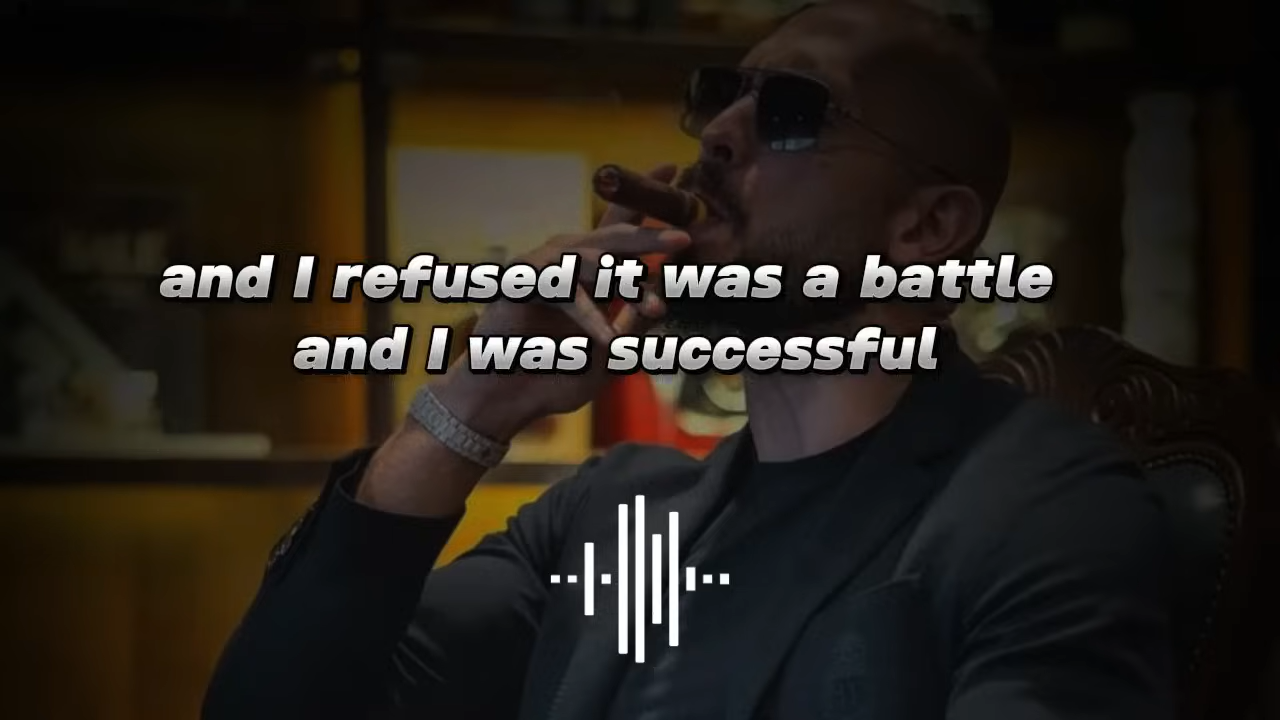 and I refused it was a battle
and I was successful